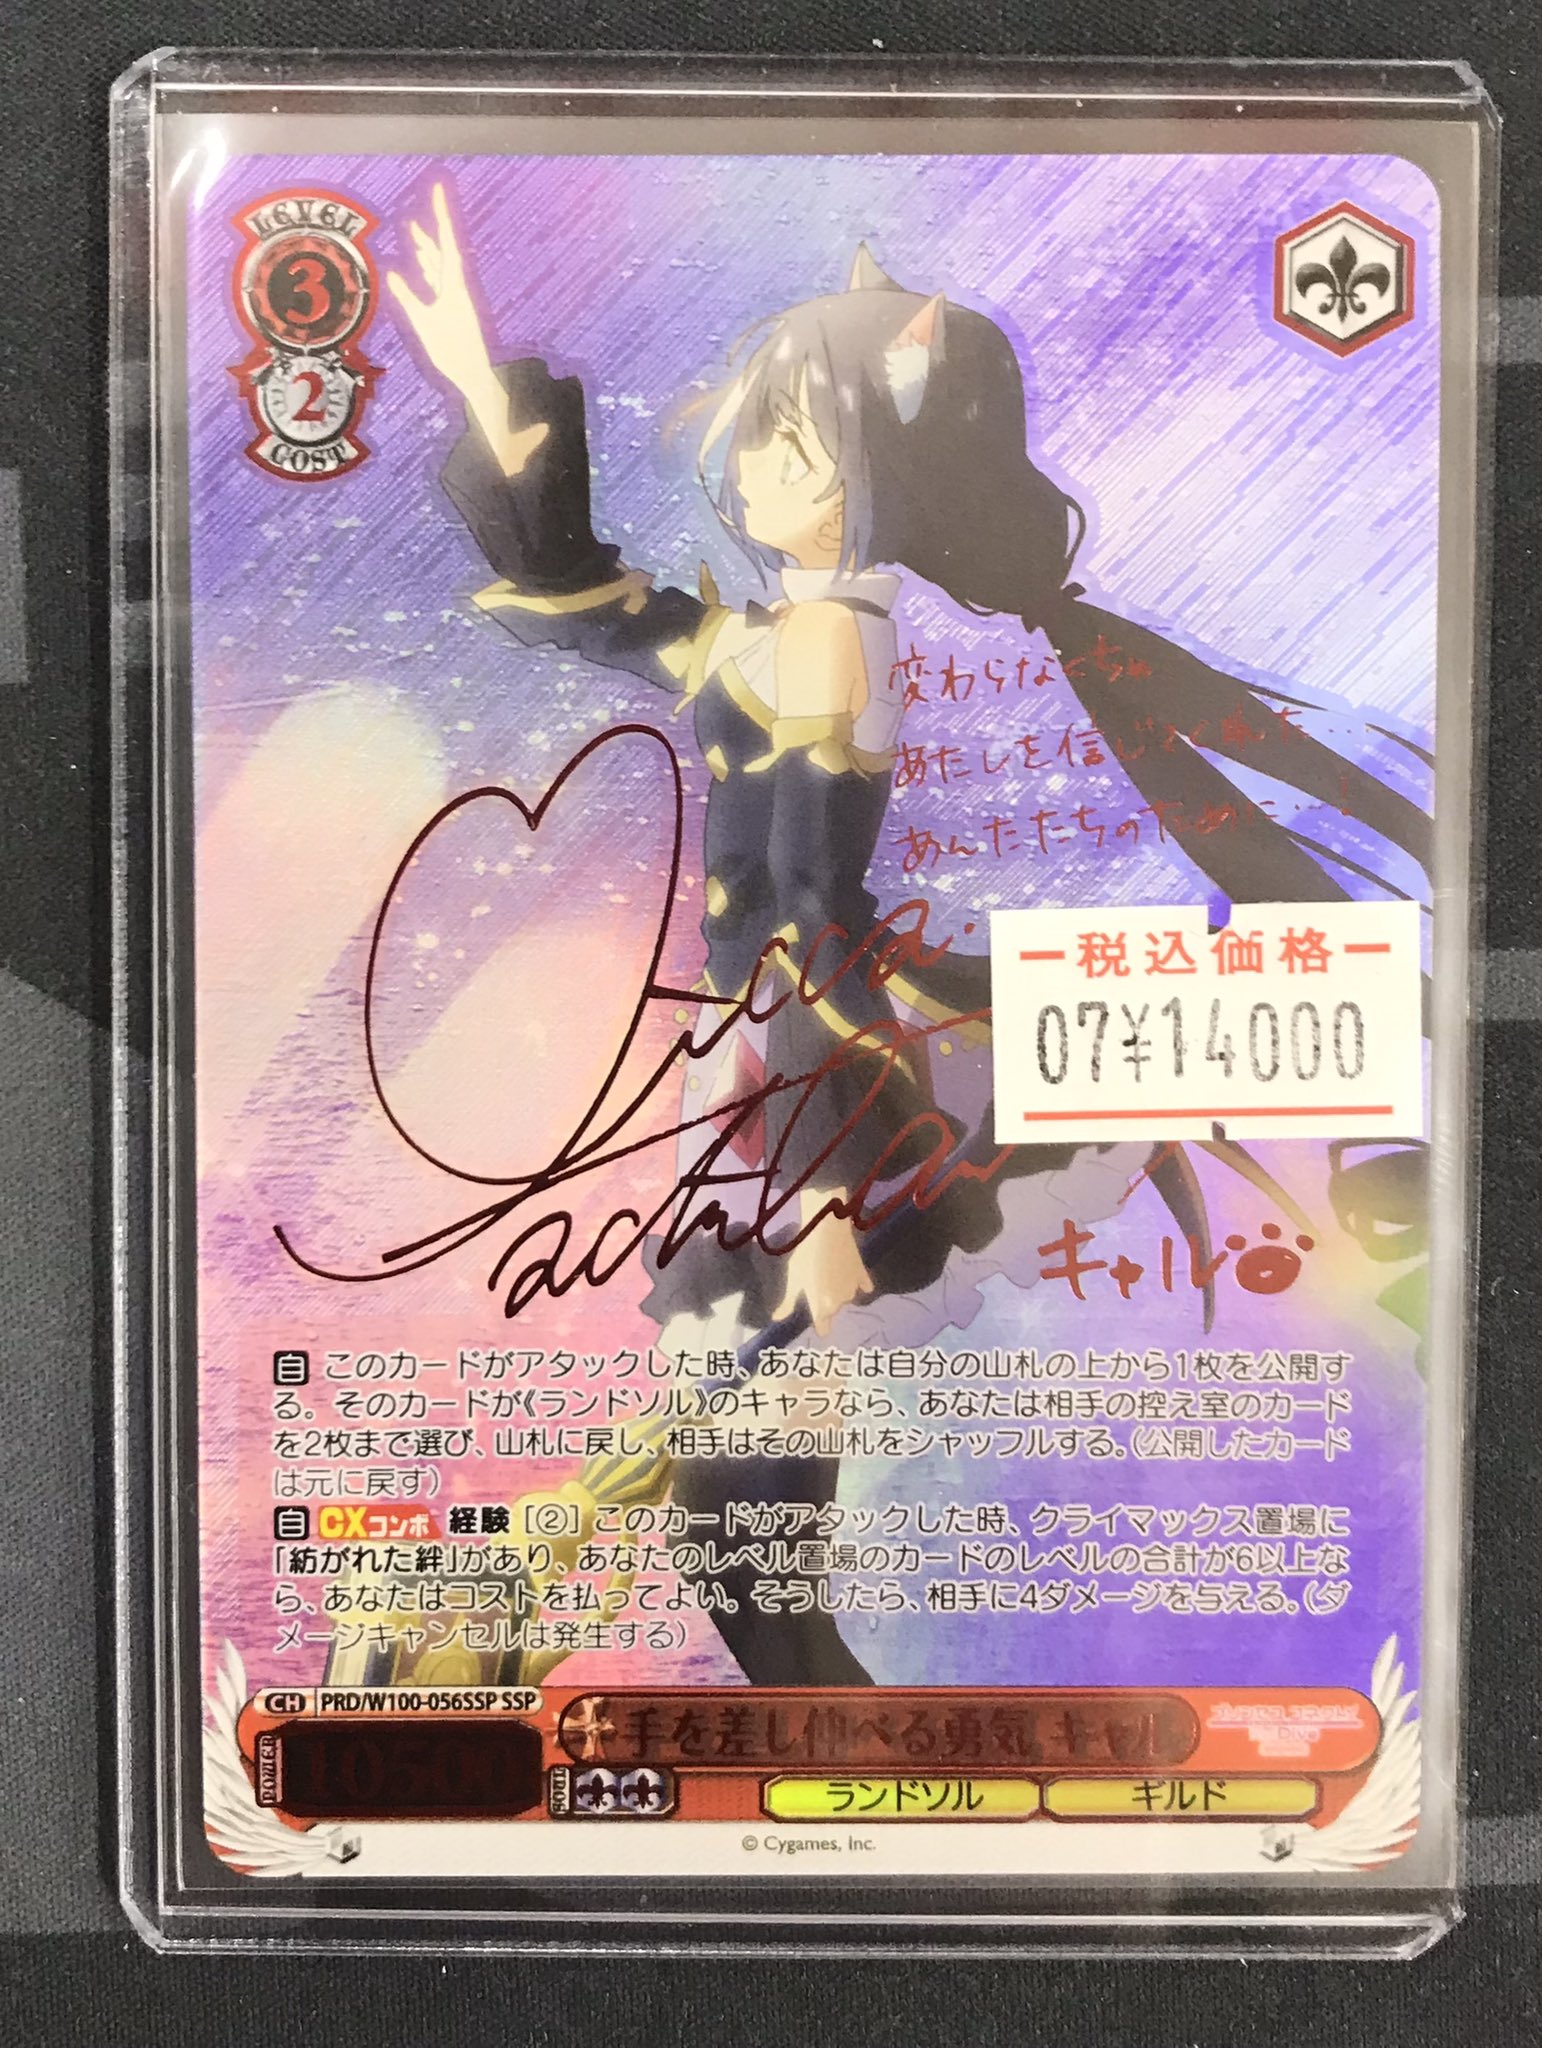 LEVEL
3
2
COST
変わらなくちゃ
あたしを信じてくれた…
あんたたちのために…!
税込価格
07¥14000
キャル
自 このカードがアタックした時、あなたは自分の山札の上から1枚を公開す
る。そのカードが《ランドソル》のキャラなら、あなたは相手の控え室のカード
を2枚まで選び、山札に戻し、相手はその山札をシャッフルする。（公開したカード
は元に戻す）
自 CXコンボ 経験 ［②］ このカードがアタックした時、クライマックス置場に
「紡がれた絆」があり、あなたのレベル置場のカードのレベルの合計が6以上な
ら、あなたはコストを払ってよい。そうしたら、相手に4ダメージを与える。（ダ
メージキャンセルは発生する）
CH PRD/W100-056SSP SSP
手を差し伸べる勇気 キャル
POWER 10500
SOUL
ランドソル ギルド
© Cygames, Inc.